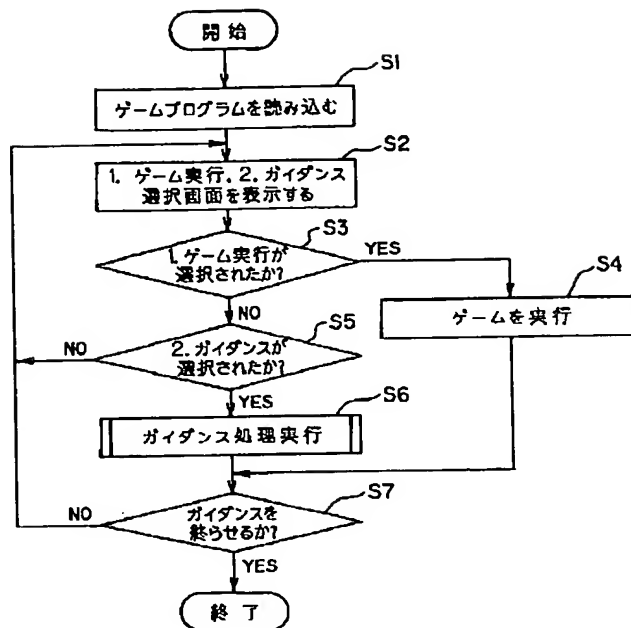 開始
S1
ゲームプログラムを読み込む
S2
1. ゲーム実行、2. ガイダンス
選択画面を表示する
S3
1. ゲーム実行が
選択されたか?
YES
S4
ゲームを実行
NO
S5
2. ガイダンスが
選択されたか?
NO
YES
S6
ガイダンス処理実行
S7
ガイダンスを
終らせるか?
NO
YES
終了